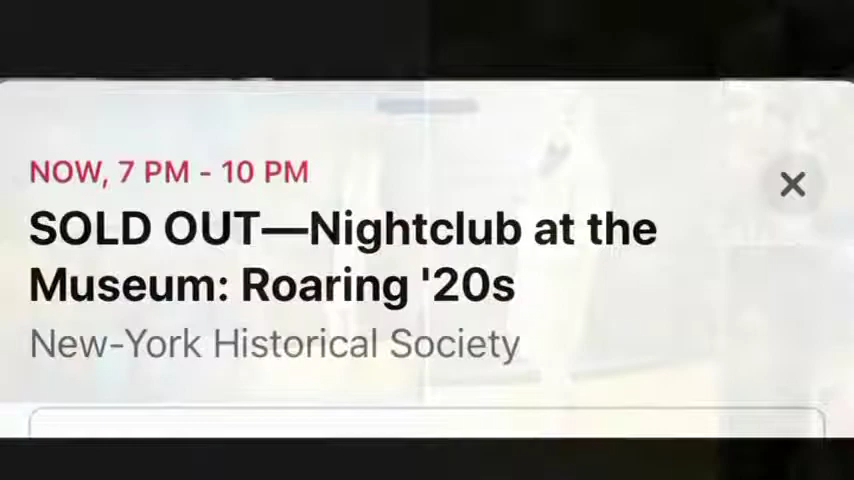 NOW, 7 PM - 10 PM
SOLD OUT—Nightclub at the
Museum: Roaring '20s
New-York Historical Society